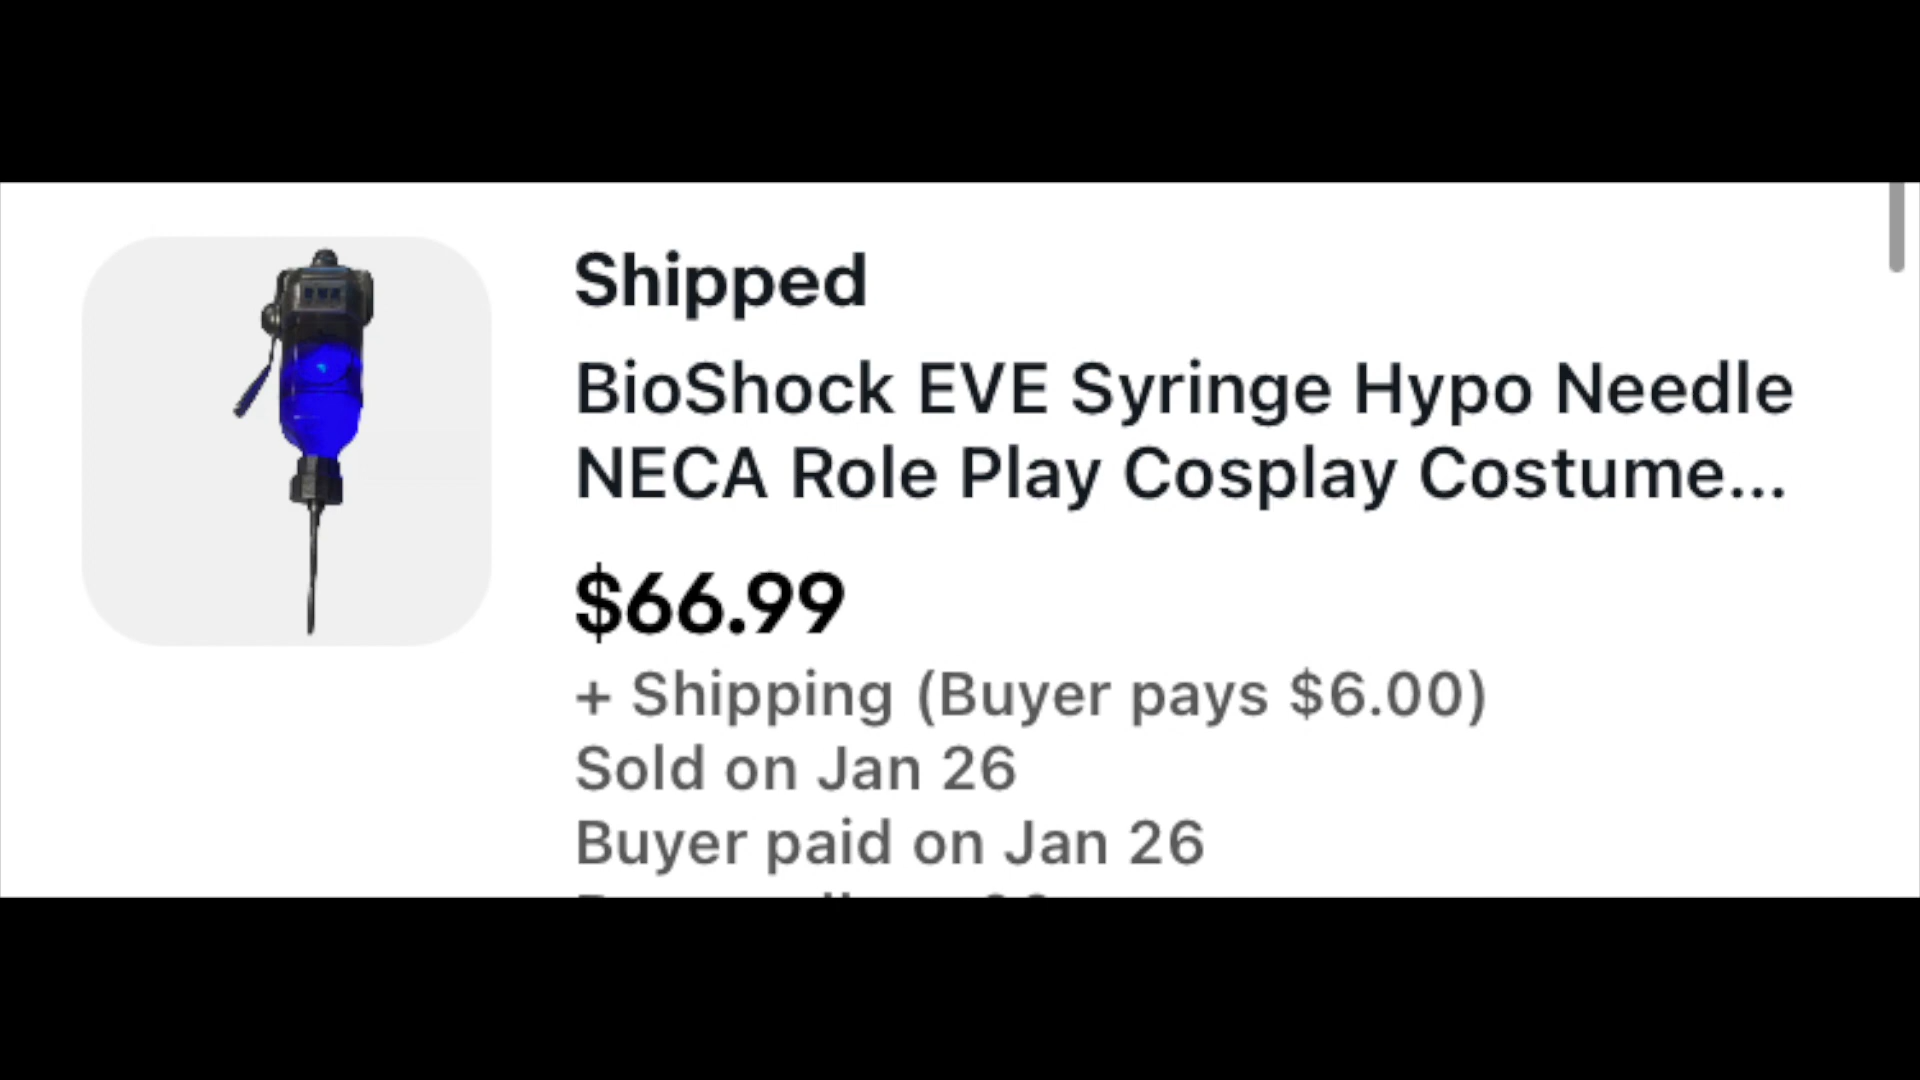 Shipped
BioShock EVE Syringe Hypo Needle
NECA Role Play Cosplay Costume...
$66.99
+ Shipping (Buyer pays $6.00)
Sold on Jan 26
Buyer paid on Jan 26